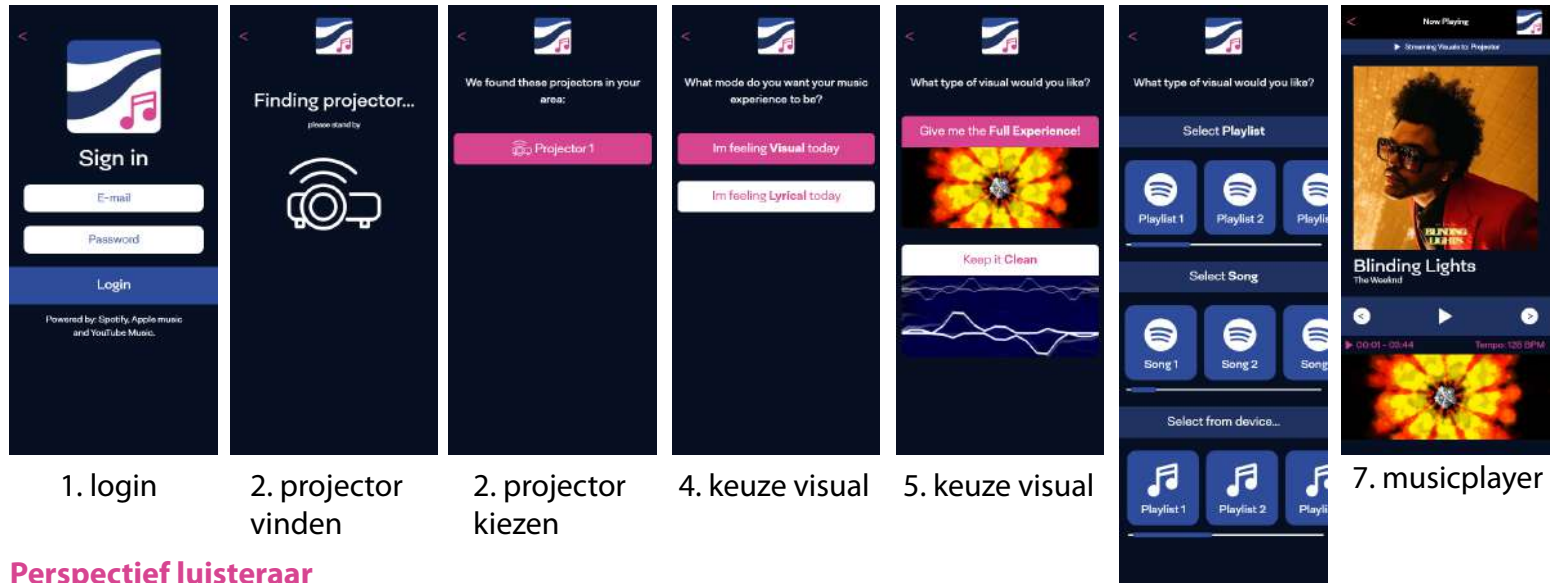 <
Sign in
E-mail
Password
Login
Powered by: Spotify, Apple music
and YouTube Music.
1. login
<
Finding projector...
please stand by
2. projector
vinden
<
We found these projectors in your
area:
Projector 1
2. projector
kiezen
<
What mode do you want your music
experience to be?
Im feeling Visual today
Im feeling Lyrical today
4. keuze visual
<
What type of visual would you like?
Give me the Full Experience!
Keep it Clean
5. keuze visual
<
What type of visual would you like?
Select Playlist
Playlist 1
Playlist 2
Playlis
Select Song
Song 1
Song 2
Song
Select from device...
Playlist 1
Playlist 2
Playli
<
Now Playing
Streaming Visuals to: Projector
BLINDING
LIGHTS
Blinding Lights
The Weeknd
<
>
00:01 - 03:44
Tempo: 128 BPM
7. musicplayer
Perspectief luisteraar